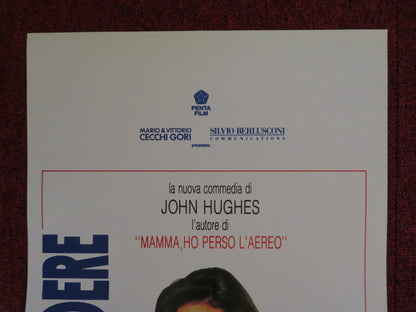 PENTA
FILM
MARIO & VITTORIO
CECCHI GORI
SILVIO BERLUSCONI
COMMUNICATIONS
presentano
la nuova commedia di
JOHN HUGHES
l'autore di
"MAMMA, HO PERSO L'AEREO"
DERE